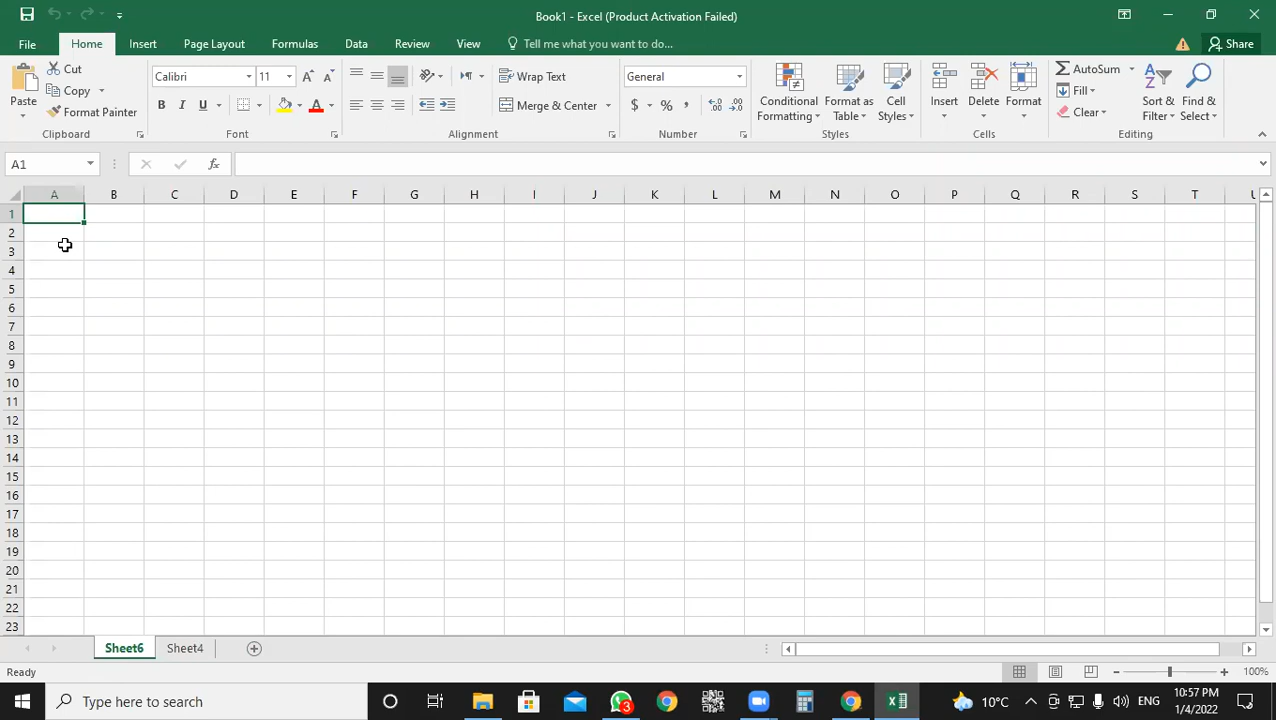 Book1 - Excel (Product Activation Failed)
File Home Insert Page Layout Formulas Data Review View Tell me what you want to do... Share
Paste
Cut
Copy
Format Painter
Clipboard
Calibri 11
B I U A
Font
Wrap Text
Merge & Center
Alignment
General
$ % ,
Number
Conditional Formatting
Format as Table
Cell Styles
Styles
Insert Delete Format
Cells
AutoSum
Fill
Clear
Sort & Filter
Find & Select
Editing
A1 fx
A B C D E F G H I J K L M N O P Q R S T U
1
2
3
4
5
6
7
8
9
10
11
12
13
14
15
16
17
18
19
20
21
22
23
Sheet6 Sheet4
Ready 100%
Type here to search 3 10°C ENG 10:57 PM
1/4/2022